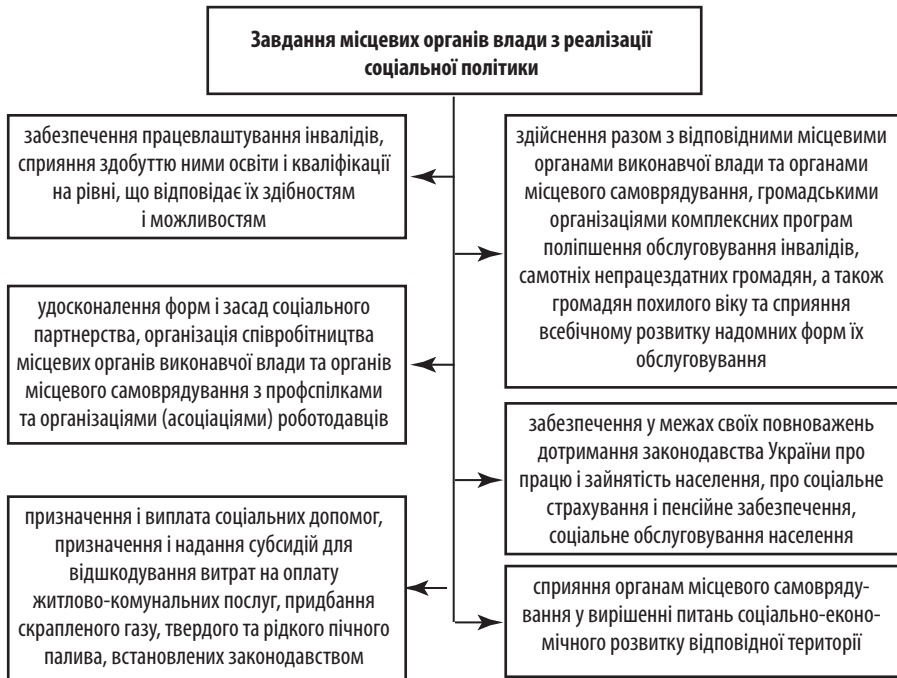 Завдання місцевих органів влади з реалізації
соціальної політики
забезпечення працевлаштування інвалідів,
сприяння здобуттю ними освіти і кваліфікації
на рівні, що відповідає їх здібностям
і можливостям
удосконалення форм і засад соціального
партнерства, організація співробітництва
місцевих органів виконавчої влади та органів
місцевого самоврядування з профспілками
та організаціями (асоціаціями) роботодавців
призначення і виплата соціальних допомог,
призначення і надання субсидій для
відшкодування витрат на оплату
житлово-комунальних послуг, придбання
скрапленого газу, твердого та рідкого пічного
палива, встановлених законодавством
здійснення разом з відповідними місцевими
органами виконавчої влади та органами
місцевого самоврядування, громадськими
організаціями комплексних програм
поліпшення обслуговування інвалідів,
самотніх непрацездатних громадян, а також
громадян похилого віку та сприяння
всебічному розвитку надомних форм їх
обслуговування
забезпечення у межах своїх повноважень
дотримання законодавства України про
працю і зайнятість населення, про соціальне
страхування і пенсійне забезпечення,
соціальне обслуговування населення
сприяння органам місцевого самовряду-
вання у вирішенні питань соціально-еконо-
мічного розвитку відповідної території